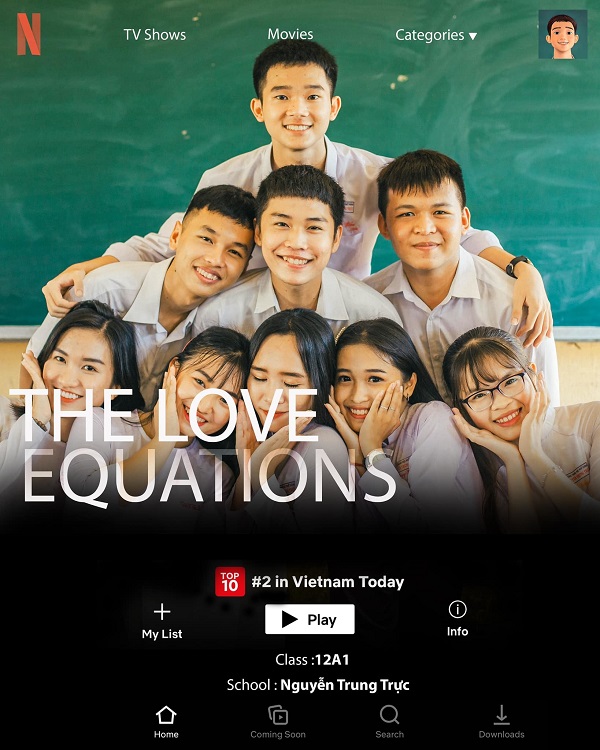 N
TV Shows Movies Categories ▼
THE LOVE
EQUATIONS
TOP
10
#2 in Vietnam Today
My List
Play
Info
Class :12A1
School : Nguyễn Trung Trực
Home Coming Soon Search Downloads